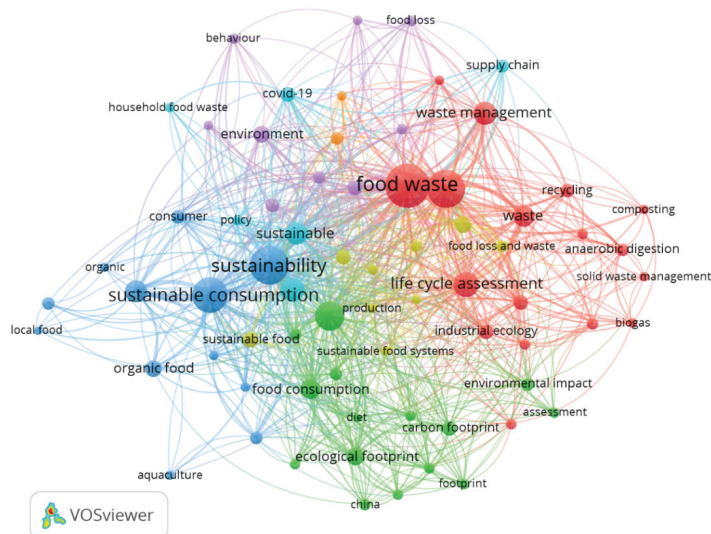 food loss
behaviour
supply chain
covid-19
household food waste
waste management
environment
food waste
recycling
composting
consumer
waste
policy
sustainable
food loss and waste
anaerobic digestion
organic
sustainability
solid waste management
life cycle assessment
sustainable consumption
production
local food
biogas
industrial ecology
sustainable food
sustainable food systems
organic food
environmental impact
food consumption
assessment
diet
carbon footprint
ecological footprint
aquaculture
footprint
china
VOSviewer